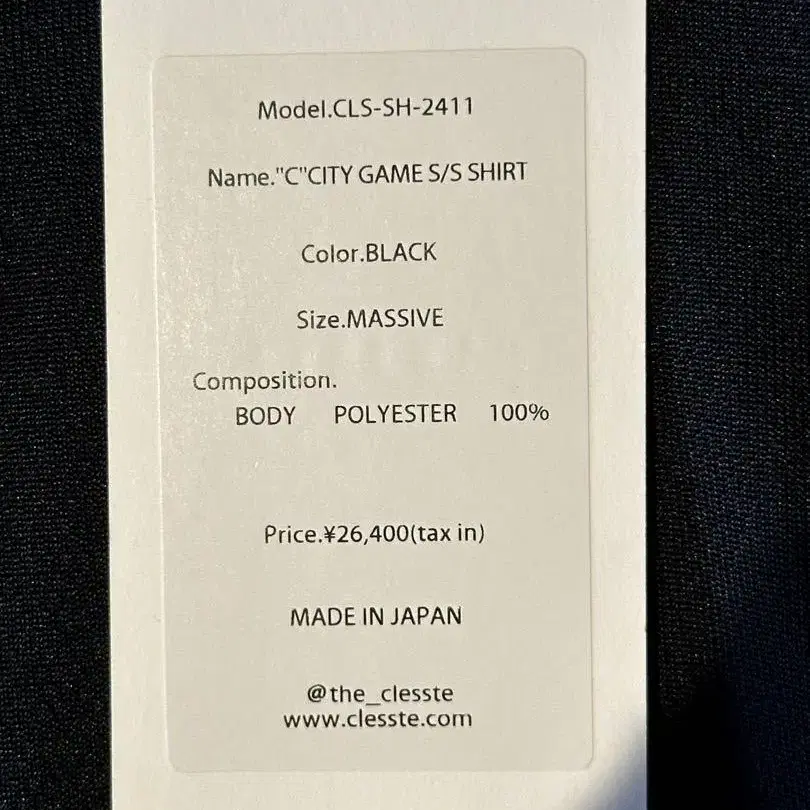 Model.CLS-SH-2411
Name."C"CITY GAME S/S SHIRT
Color.BLACK
Size.MASSIVE
Composition.
BODY POLYESTER 100%
Price.¥26,400(tax in)
MADE IN JAPAN
@the_clesste
www.clesste.com